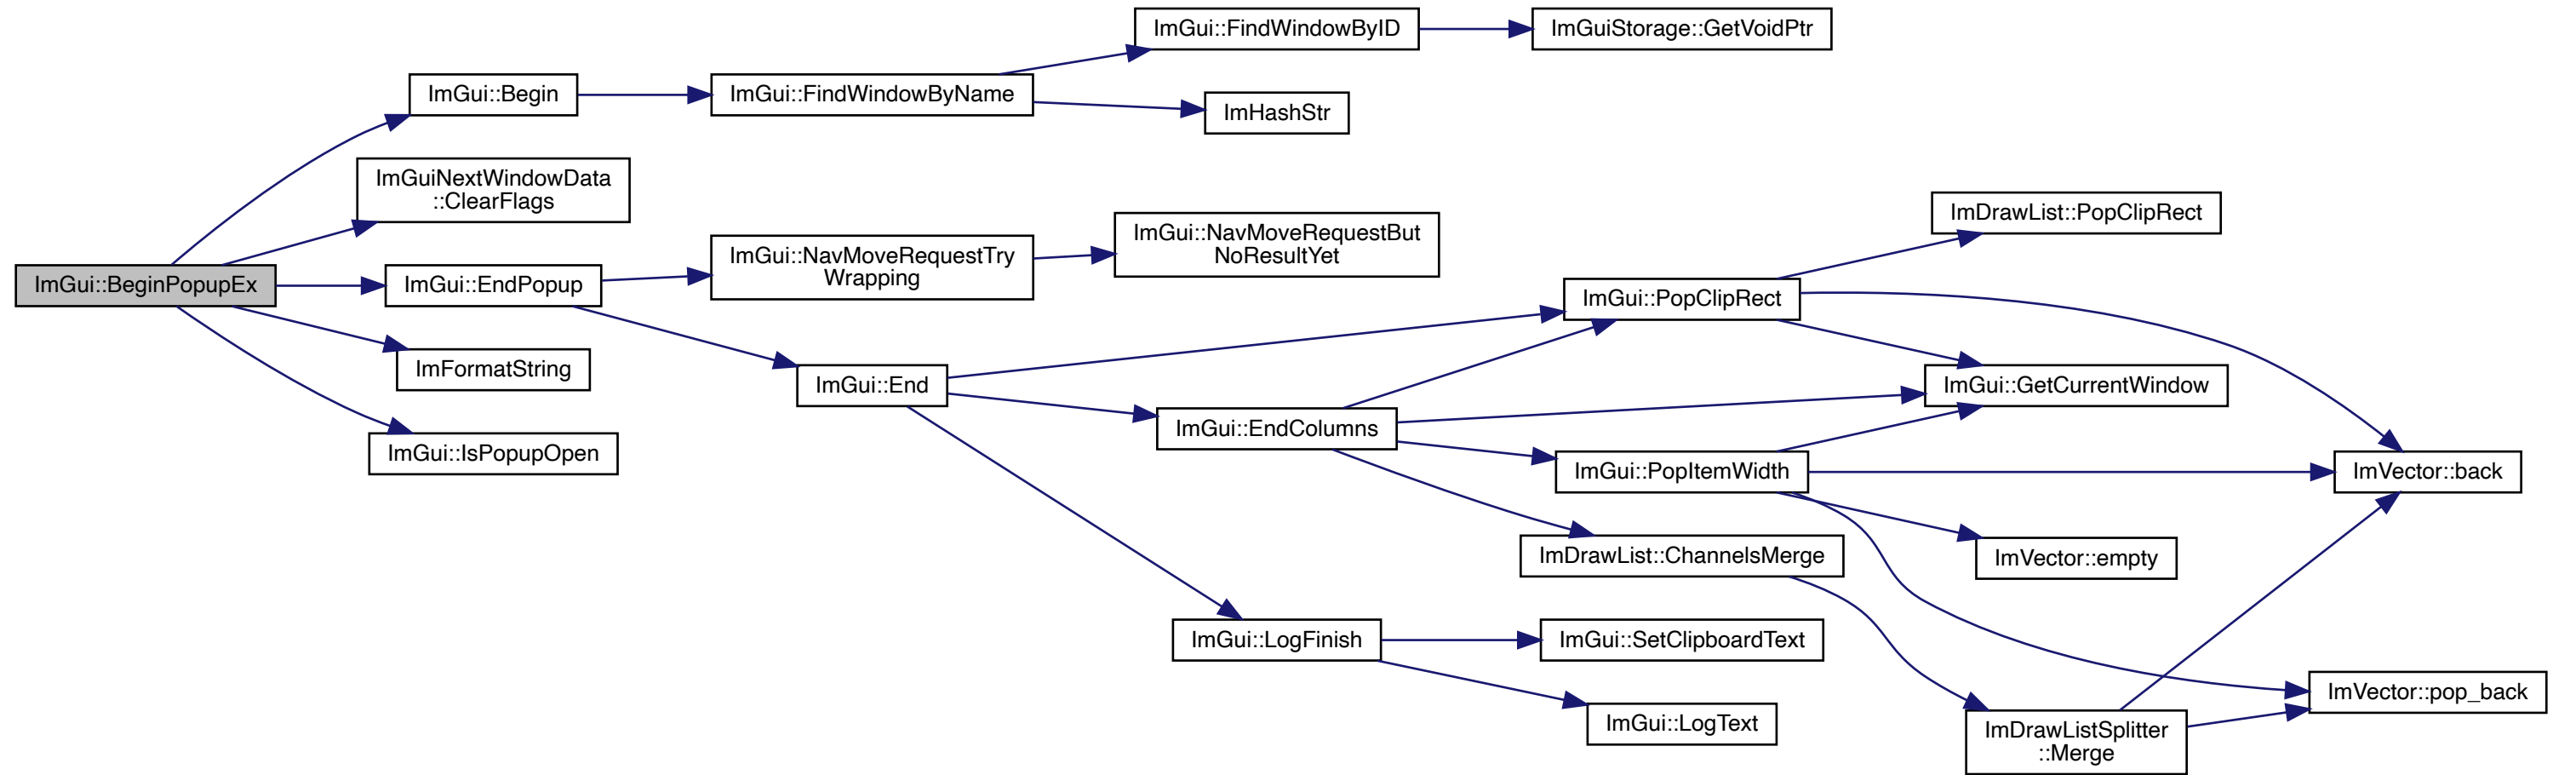 ImGui::BeginPopupEx
ImGui::Begin
ImGuiNextWindowData
::ClearFlags
ImGui::EndPopup
ImFormatString
ImGui::IsPopupOpen
ImGui::FindWindowByName
ImGui::FindWindowByID
ImGuiStorage::GetVoidPtr
ImHashStr
ImGui::NavMoveRequestTry
Wrapping
ImGui::NavMoveRequestBut
NoResultYet
ImGui::End
ImGui::EndColumns
ImGui::LogFinish
ImGui::PopClipRect
ImGui::PopItemWidth
ImDrawList::ChannelsMerge
ImGui::SetClipboardText
ImGui::LogText
ImDrawList::PopClipRect
ImGui::GetCurrentWindow
ImVector::back
ImVector::empty
ImVector::pop_back
ImDrawListSplitter
::Merge